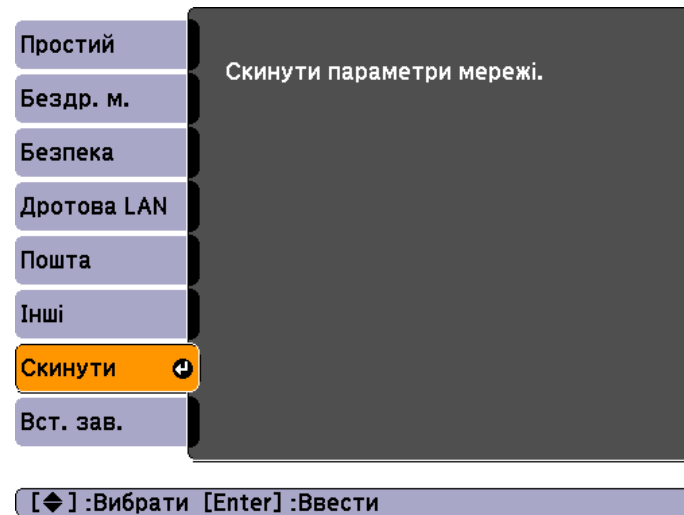 Простий
Бездр. м.
Безпека
Дротова LAN
Пошта
Інші
Скинути
Вст. зав.
Скинути параметри мережі.
[◆] :Вибрати [Enter] :Ввести